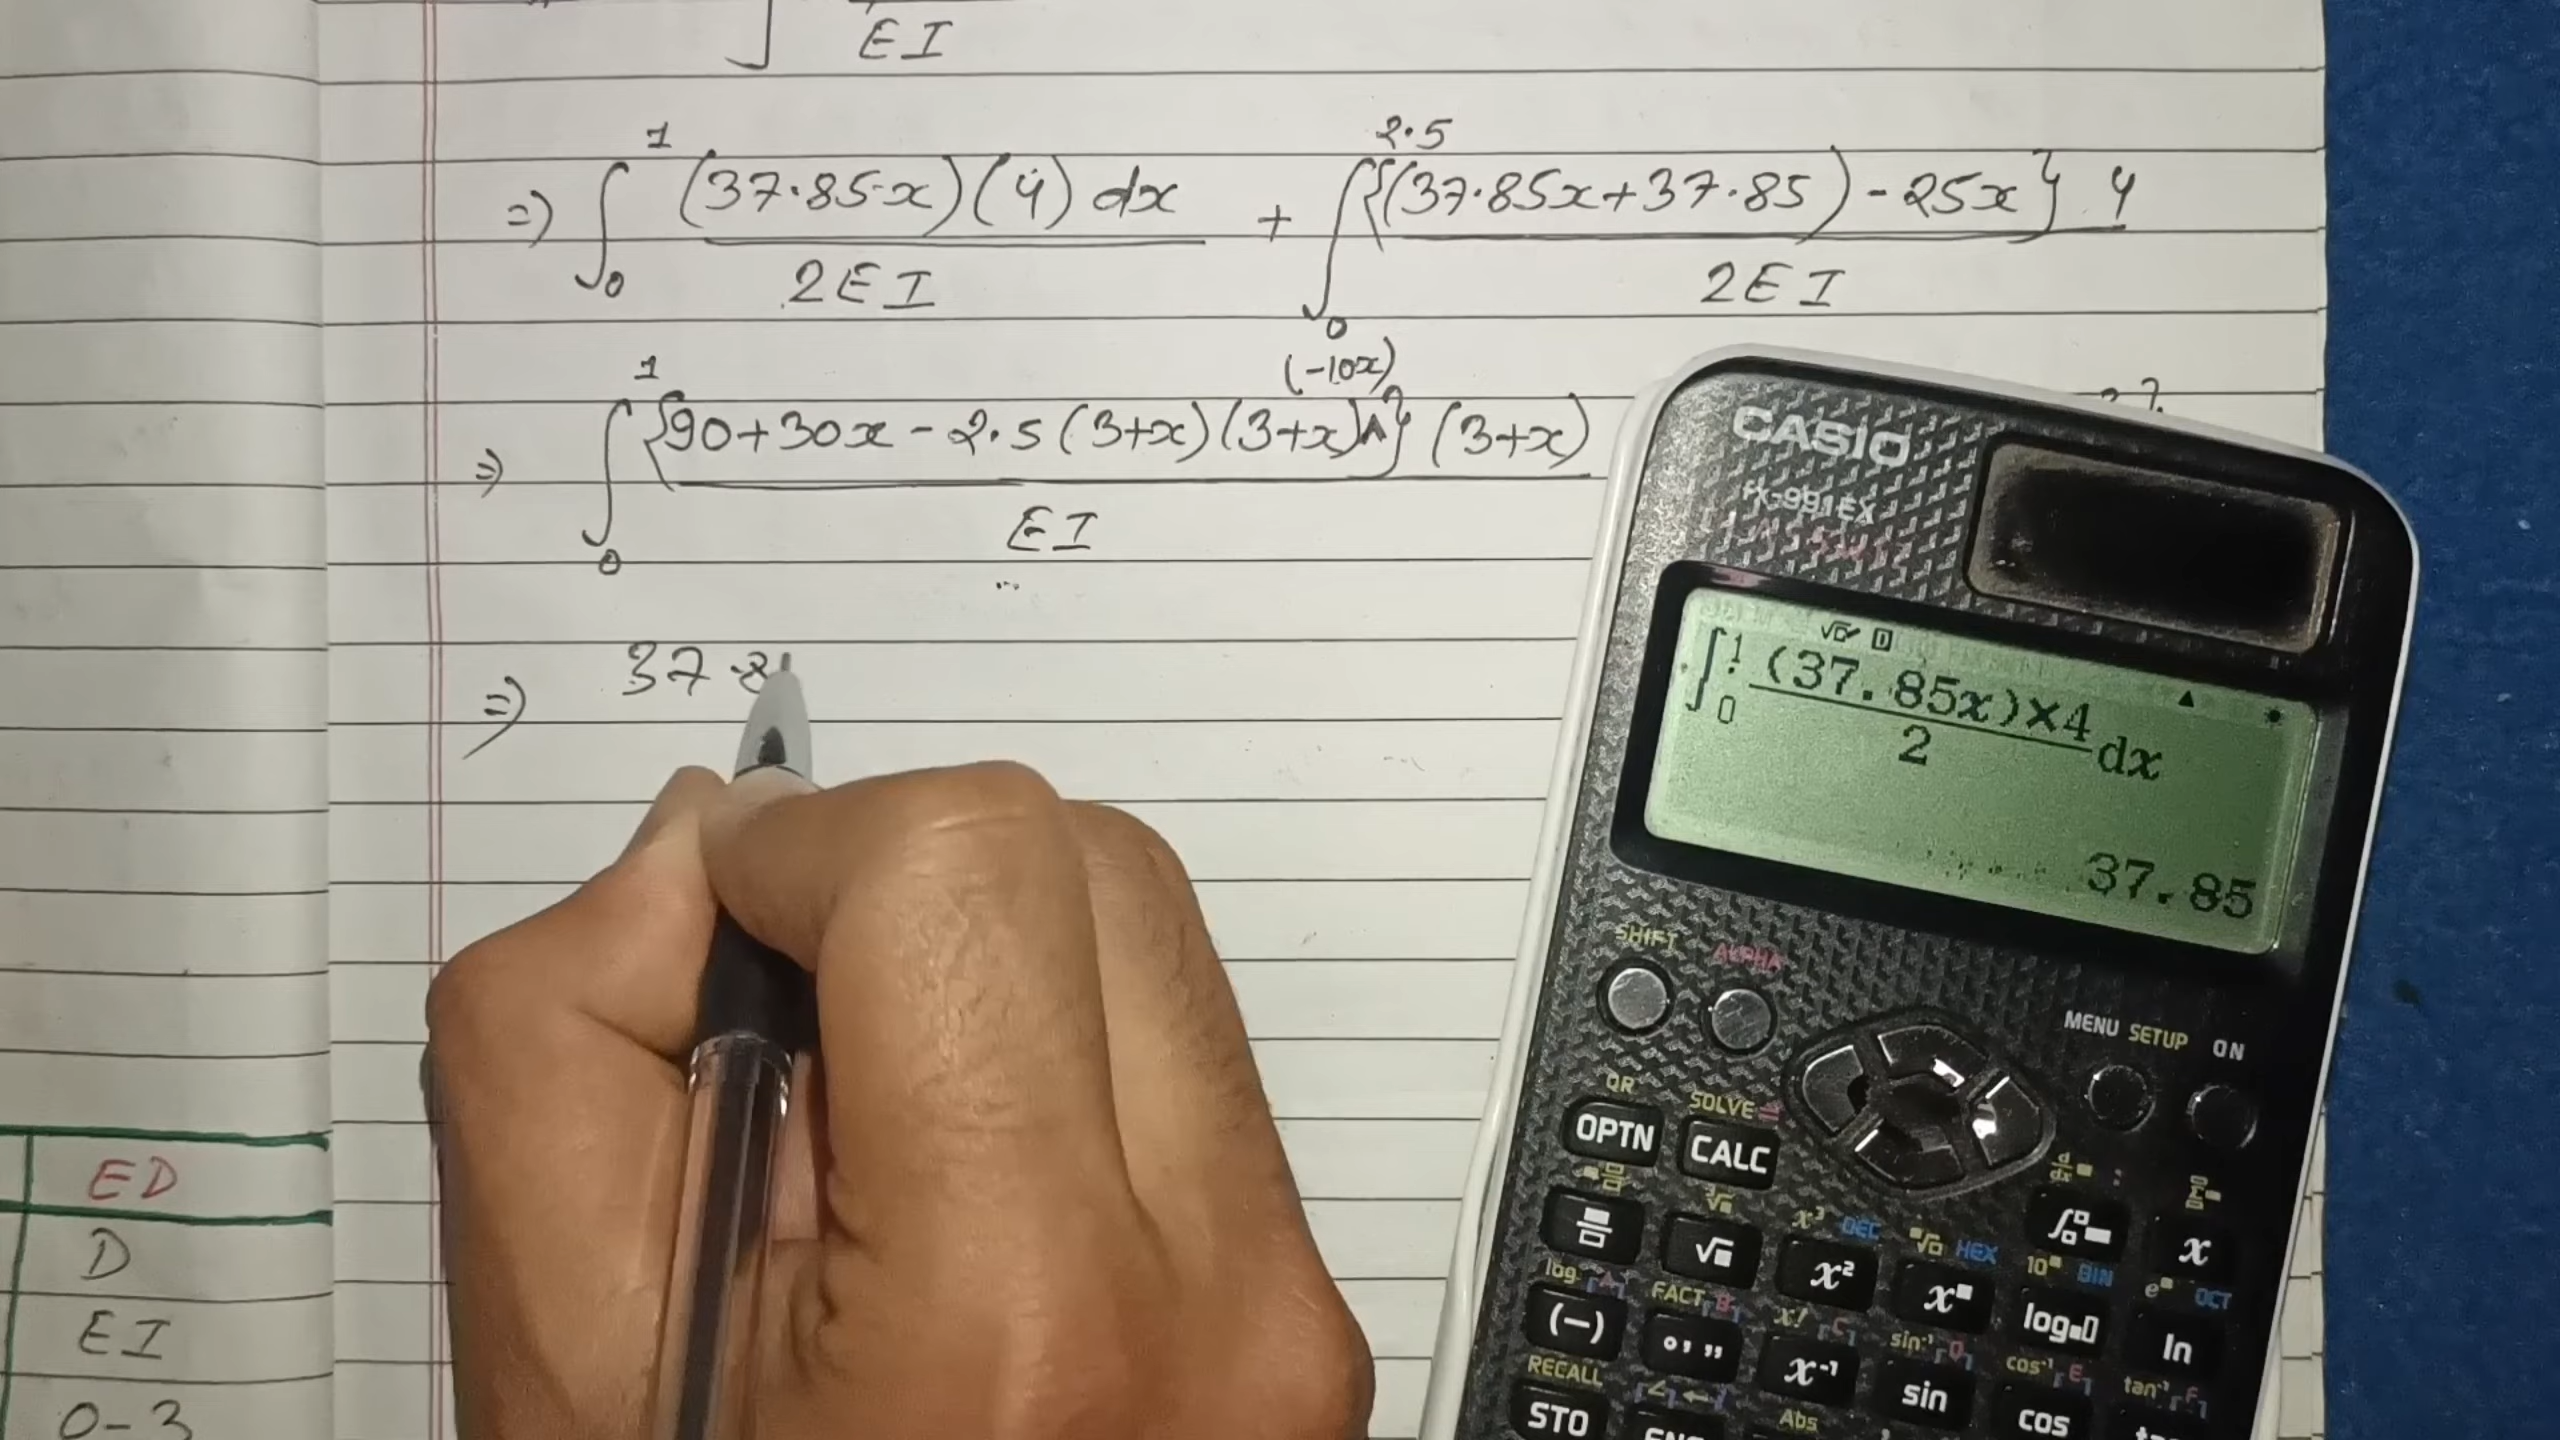 EI
1 2.5
=) ∫ (37.85x)(4) dx + ∫ {(37.85x+37.85)-25x} 4
0 2EI 0 2EI
1 (-10x)
=) ∫ {90+30x-2.5(3+x)(3+x)^} (3+x)
0 EI
=) 37.8
ED
D
EI
0-3
CASIO
fx-991EX
√□ D ▲
∫ 1 0 (37.85x)×4 2 dx
37.85
SHIFT ALPHA MENU SETUP ON
QR SOLVE =
OPTN CALC
d/dx :
x³ DEC HEX 10 BIN e OCT
√ x² x log ln
log A FACT B x! C sin⁻¹ D cos⁻¹ E tan⁻¹ F
(−) °,,, x⁻¹ sin cos
RECALL ∠ ← Abs
STO